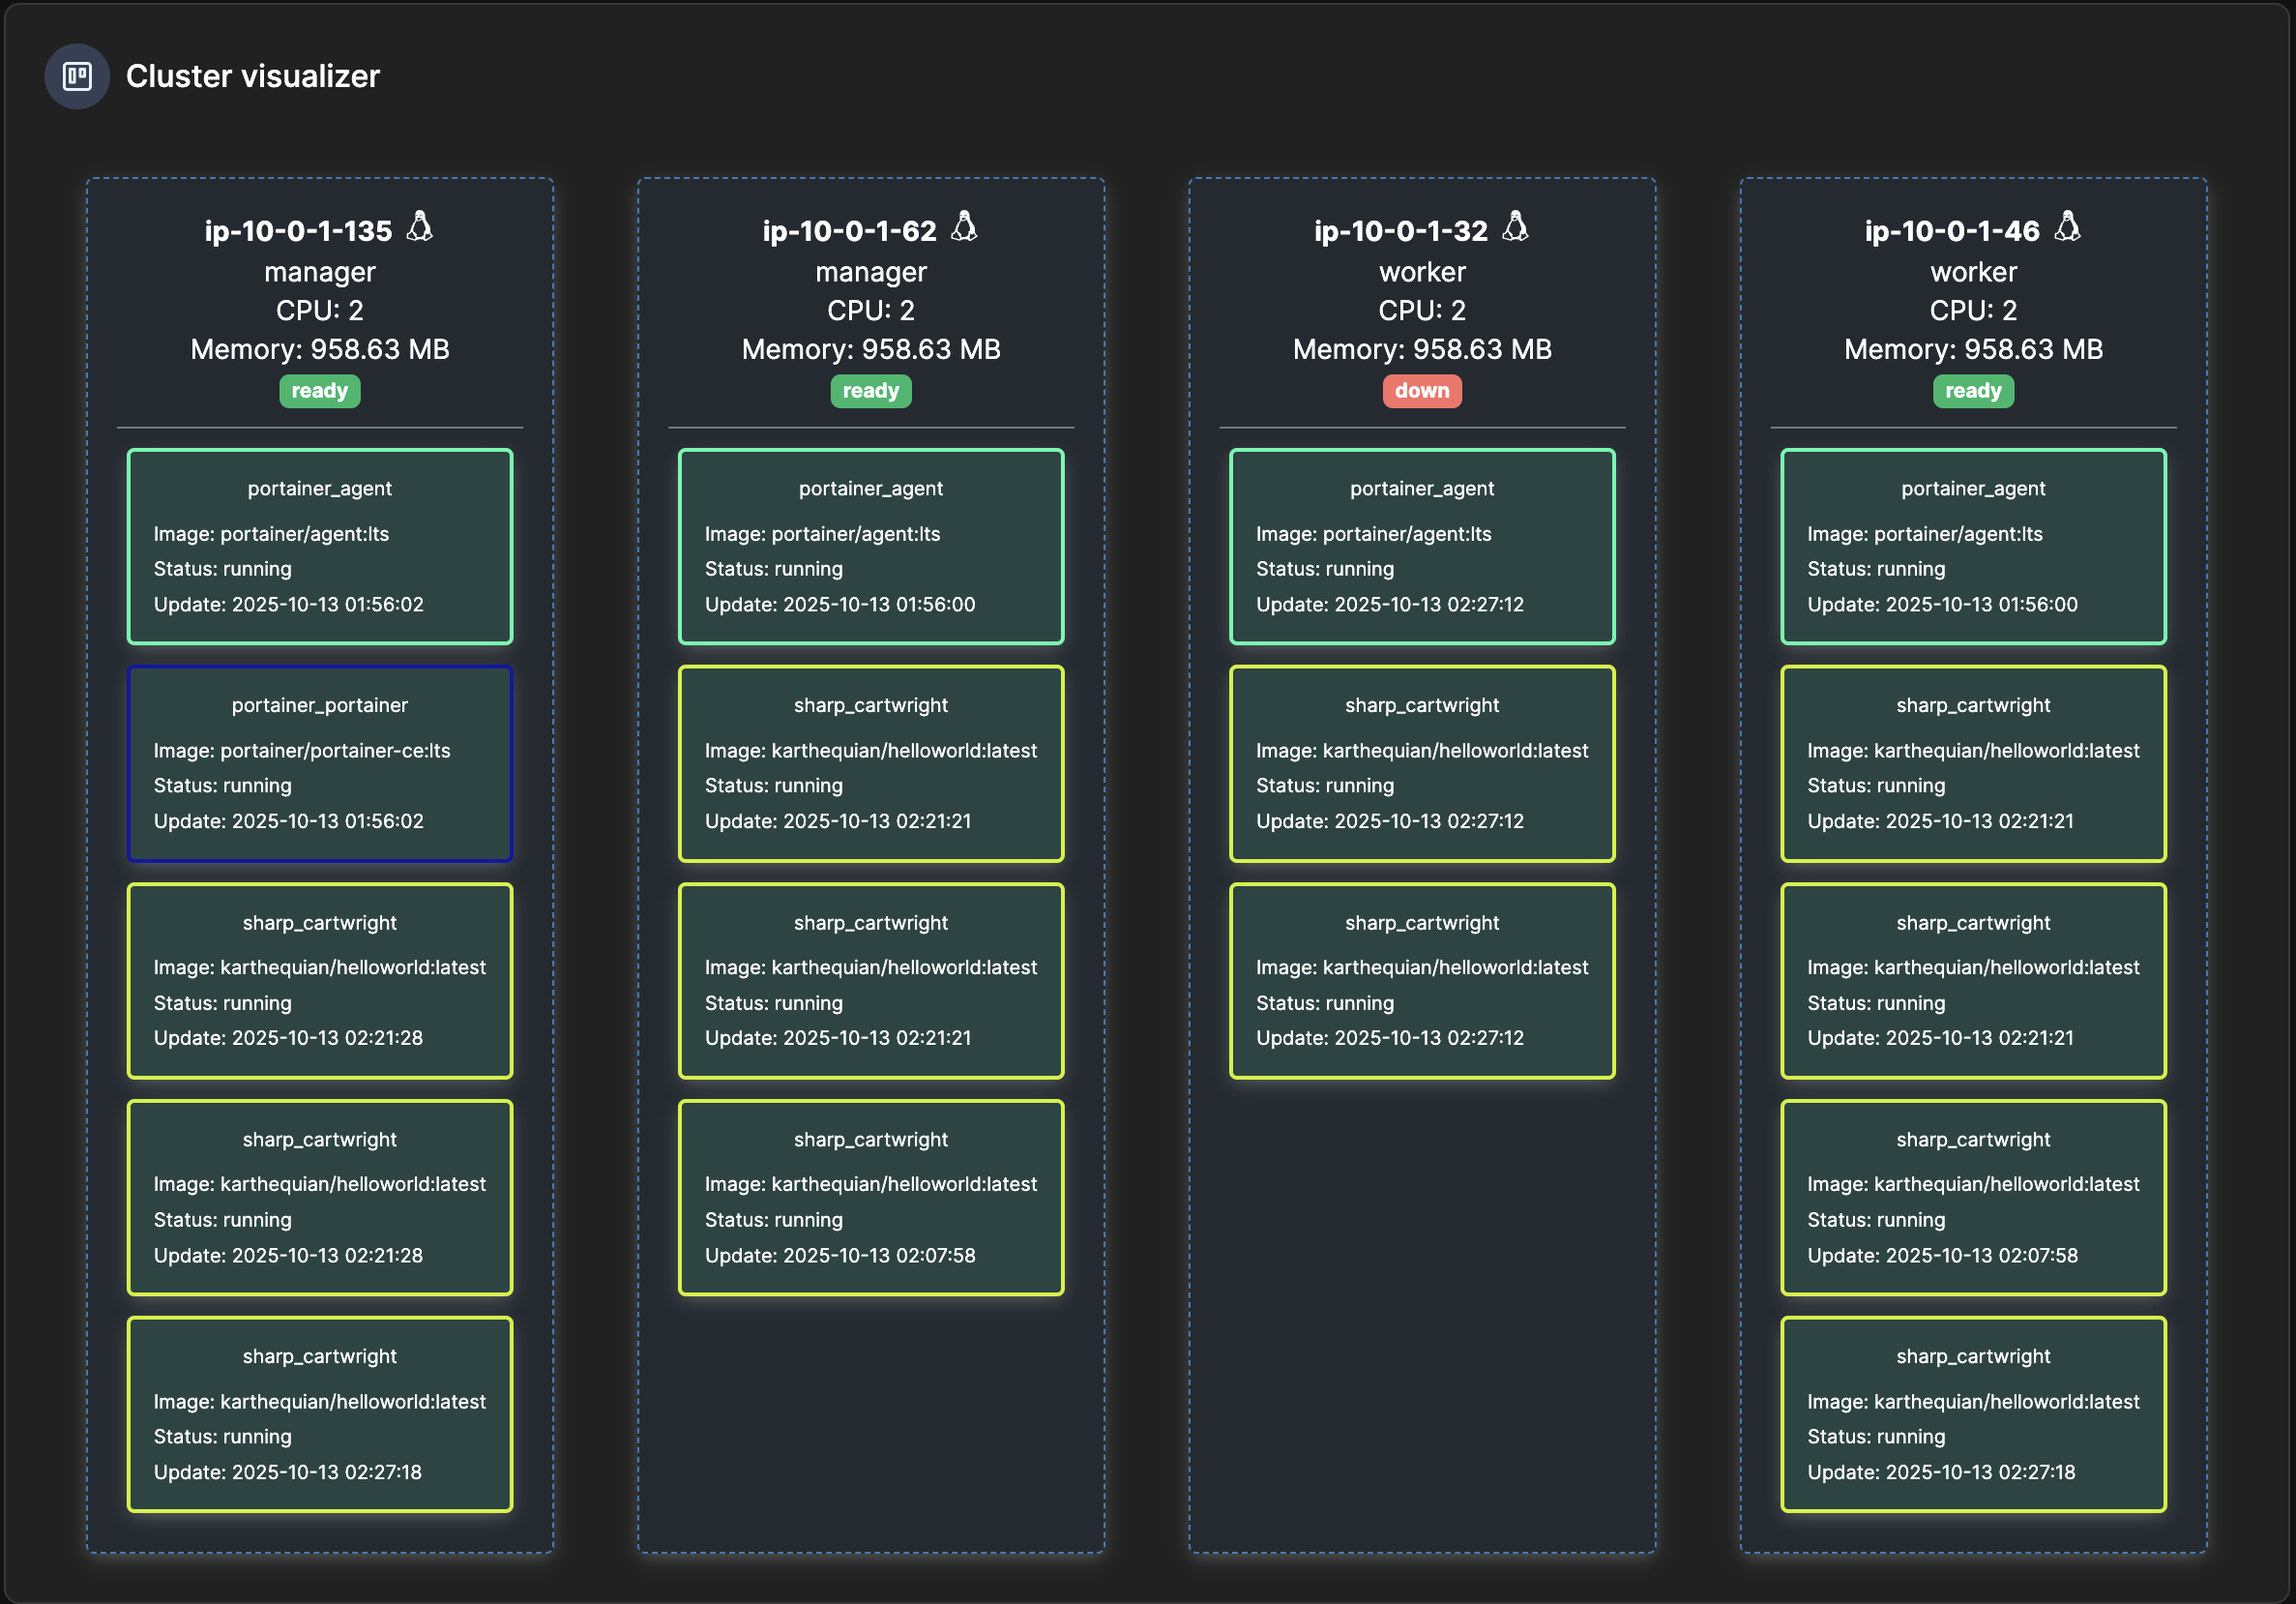 Cluster visualizer
ip-10-0-1-135
manager
CPU: 2
Memory: 958.63 MB
ready
portainer_agent
Image: portainer/agent:lts
Status: running
Update: 2025-10-13 01:56:02
portainer_portainer
Image: portainer/portainer-ce:lts
Status: running
Update: 2025-10-13 01:56:02
sharp_cartwright
Image: karthequian/helloworld:latest
Status: running
Update: 2025-10-13 02:21:28
sharp_cartwright
Image: karthequian/helloworld:latest
Status: running
Update: 2025-10-13 02:21:28
sharp_cartwright
Image: karthequian/helloworld:latest
Status: running
Update: 2025-10-13 02:27:18
ip-10-0-1-62
manager
CPU: 2
Memory: 958.63 MB
ready
portainer_agent
Image: portainer/agent:lts
Status: running
Update: 2025-10-13 01:56:00
sharp_cartwright
Image: karthequian/helloworld:latest
Status: running
Update: 2025-10-13 02:21:21
sharp_cartwright
Image: karthequian/helloworld:latest
Status: running
Update: 2025-10-13 02:21:21
sharp_cartwright
Image: karthequian/helloworld:latest
Status: running
Update: 2025-10-13 02:07:58
ip-10-0-1-32
worker
CPU: 2
Memory: 958.63 MB
down
portainer_agent
Image: portainer/agent:lts
Status: running
Update: 2025-10-13 02:27:12
sharp_cartwright
Image: karthequian/helloworld:latest
Status: running
Update: 2025-10-13 02:27:12
sharp_cartwright
Image: karthequian/helloworld:latest
Status: running
Update: 2025-10-13 02:27:12
ip-10-0-1-46
worker
CPU: 2
Memory: 958.63 MB
ready
portainer_agent
Image: portainer/agent:lts
Status: running
Update: 2025-10-13 01:56:00
sharp_cartwright
Image: karthequian/helloworld:latest
Status: running
Update: 2025-10-13 02:21:21
sharp_cartwright
Image: karthequian/helloworld:latest
Status: running
Update: 2025-10-13 02:21:21
sharp_cartwright
Image: karthequian/helloworld:latest
Status: running
Update: 2025-10-13 02:07:58
sharp_cartwright
Image: karthequian/helloworld:latest
Status: running
Update: 2025-10-13 02:27:18